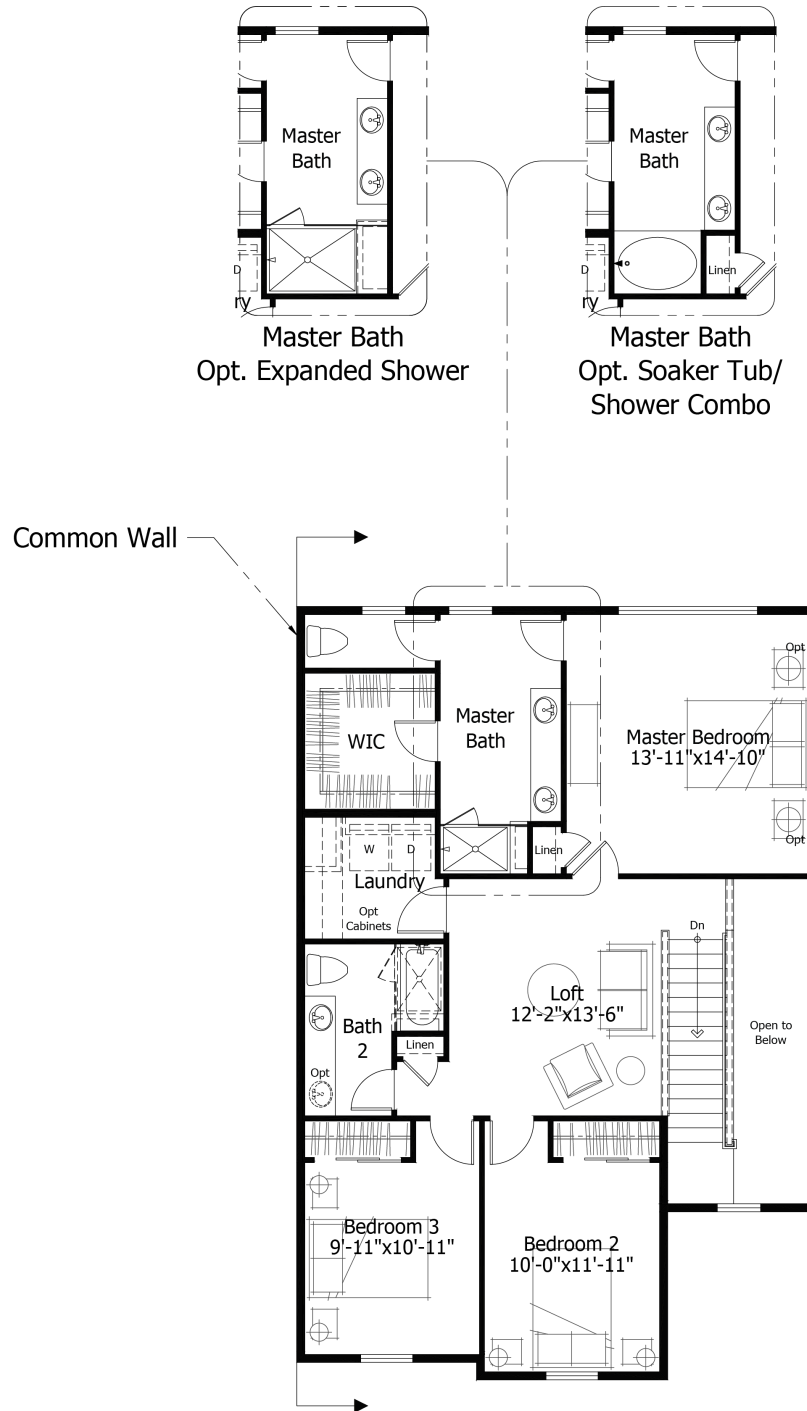 Master
Bath
D
ry
Master Bath
Opt. Expanded Shower
Master
Bath
D
Linen
ry
Master Bath
Opt. Soaker Tub/
Shower Combo
Common Wall
Opt
Master
Bath
WIC
Master Bedroom
13'-11"x14'-10"
Opt
W
D
Linen
Laundry
Opt
Cabinets
Dn
Loft
12'-2"x13'-6"
Open to
Below
Bath
2
Linen
Opt
Bedroom 3
9'-11"x10'-11"
Bedroom 2
10'-0"x11'-11"